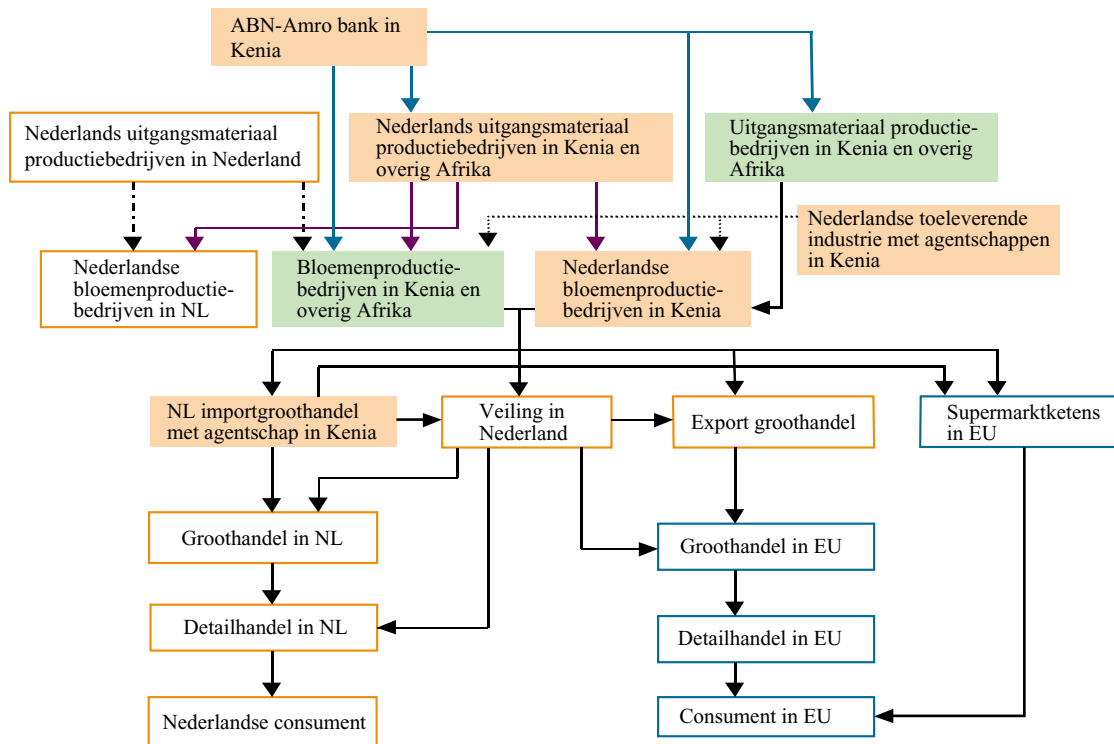 ABN-Amro bank in
Kenia
Nederlands uitgangsmateriaal
productiebedrijven in Nederland
Nederlands uitgangsmateriaal
productiebedrijven in Kenia en
overig Afrika
Uitgangsmateriaal productie-
bedrijven in Kenia en overig
Afrika
Nederlandse toeleverende
industrie met agentschappen
in Kenia
Nederlandse
bloemenproductie-
bedrijven in NL
Bloemenproductie-
bedrijven in Kenia en
overig Afrika
Nederlandse
bloemenproductie-
bedrijven in Kenia
NL importgroothandel
met agentschap in Kenia
Veiling in
Nederland
Export groothandel
Supermarktketens
in EU
Groothandel in NL
Groothandel in EU
Detailhandel in NL
Detailhandel in EU
Nederlandse consument
Consument in EU